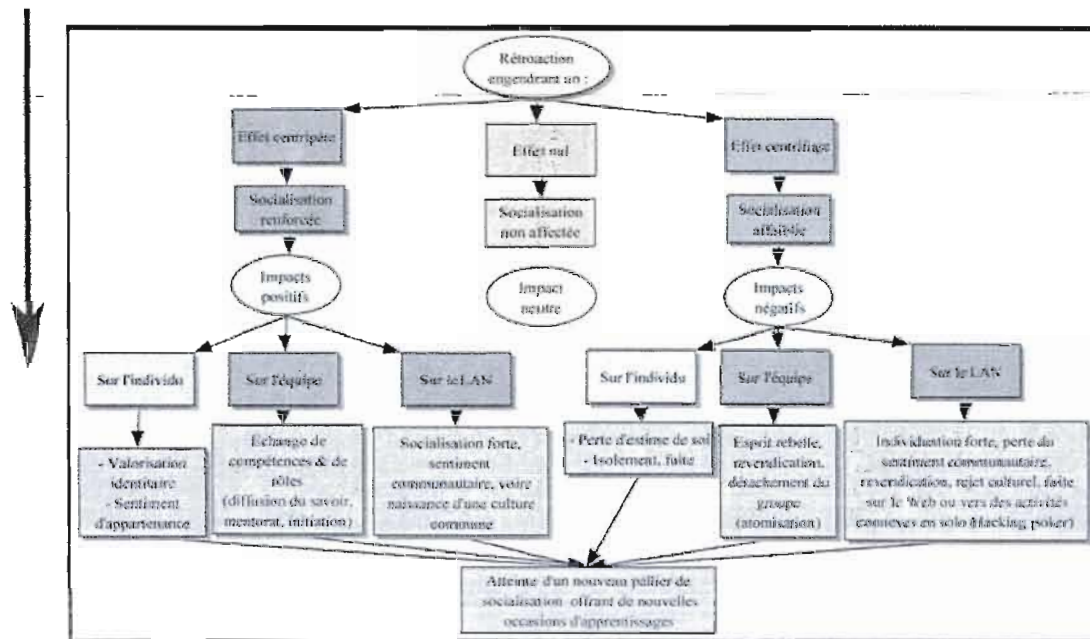 Rétroaction
engendrant un :
Effet centripète
Effet nul
Effet centrifuge
Socialisation
renforcée
Socialisation
non affectée
Socialisation
affaiblie
Impacts
positifs
Impact
neutre
Impacts
négatifs
Sur l'individu
Sur l'équipe
Sur le LAN
Sur l'individu
Sur l'équipe
Sur le LAN
- Valorisation
identitaire
- Sentiment
d'appartenance
Echange de
compétences & de
rôles
(diffusion du savoir,
mentorat, initiation)
Socialisation forte,
sentiment
communautaire, voire
naissance d'une culture
commune
- Perte d'estime de soi
- Isolement, fuite
Esprit rebelle,
revendication,
détachement du
groupe
(atomisation)
Individuation forte, perte du
sentiment communautaire,
revendication, rejet culturel, fuite
sur le Web ou vers des activités
connexes en solo hacking poker)
Atteinte d'un nouveau pallier de
socialisation offrant de nouvelles
occasions d'apprentissages